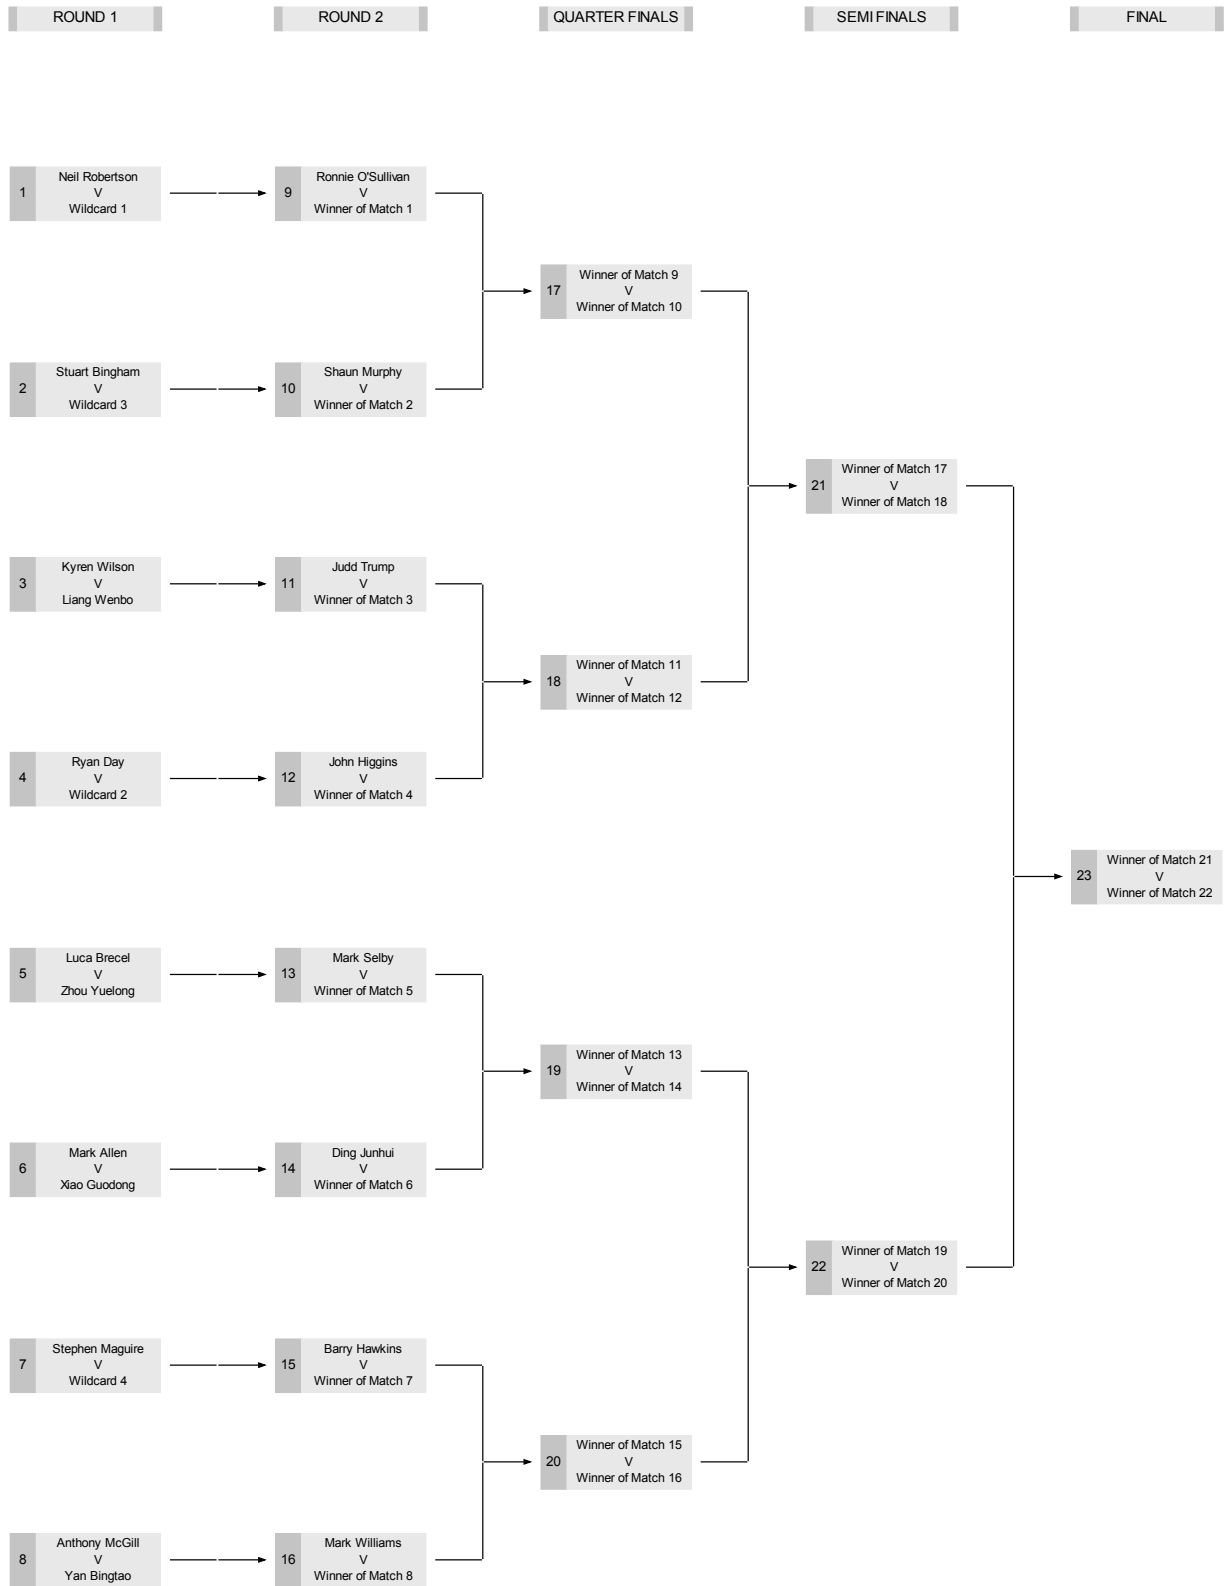 ROUND 1
ROUND 2
QUARTER FINALS
SEMI FINALS
FINAL
1
Neil Robertson
V
Wildcard 1
9
Ronnie O'Sullivan
V
Winner of Match 1
17
Winner of Match 9
V
Winner of Match 10
2
Stuart Bingham
V
Wildcard 3
10
Shaun Murphy
V
Winner of Match 2
21
Winner of Match 17
V
Winner of Match 18
3
Kyren Wilson
V
Liang Wenbo
11
Judd Trump
V
Winner of Match 3
18
Winner of Match 11
V
Winner of Match 12
4
Ryan Day
V
Wildcard 2
12
John Higgins
V
Winner of Match 4
23
Winner of Match 21
V
Winner of Match 22
5
Luca Brecel
V
Zhou Yuelong
13
Mark Selby
V
Winner of Match 5
19
Winner of Match 13
V
Winner of Match 14
6
Mark Allen
V
Xiao Guodong
14
Ding Junhui
V
Winner of Match 6
22
Winner of Match 19
V
Winner of Match 20
7
Stephen Maguire
V
Wildcard 4
15
Barry Hawkins
V
Winner of Match 7
20
Winner of Match 15
V
Winner of Match 16
8
Anthony McGill
V
Yan Bingtao
16
Mark Williams
V
Winner of Match 8